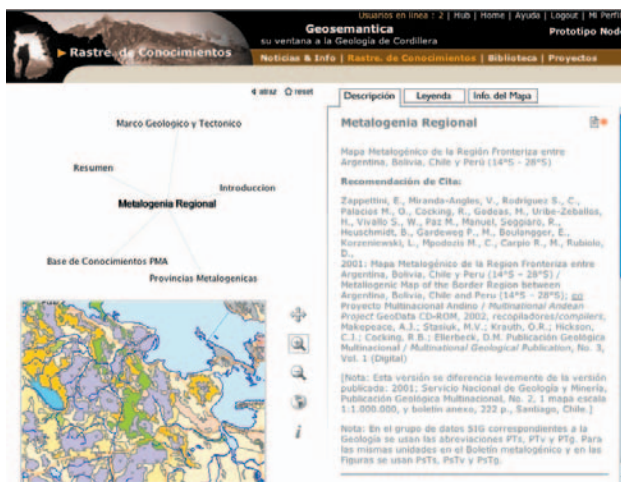 Usuarios en linea : 2 | Hub | Home | Ayuda | Logout | Mi Perfi
Geosemantica
su ventana a la Geología de Cordillera
Prototipo Nod
Rastre. de Conocimientos
Noticias & Info | Rastre. de Conocimientos | Biblioteca | Proyectos
atraz reset
Marco Geologico y Tectonico
Resumen
Introduccion
Metalogenia Regional
Base de Conocimientos PMA
Provincias Metalogenicas
Descripción Leyenda Info. del Mapa
Metalogenia Regional
Mapa Metalogénico de la Región Fronteriza entre
Argentina, Bolivia, Chile y Perú (14°S - 28°S)
Recomendación de Cita:
Zappettini, E., Miranda-Angles, V., Rodriguez S., C.,
Palacios M., O., Cocking, R., Gedeas, M., Uribe-Zeballos,
H., Vivallo S., W., Paz M., Manuel, Seggiaro, R.,
Heuschmidt, B., Gardeweg P., M., Boulangger, E.,
Korzeniewski, L., Mpodozis M., C., Carpio R., M., Rubiolo,
D.,
2001: Mapa Metalogénico de la Region Fronteriza entre
Argentina, Bolivia, Chile y Peru (14°S - 28°S) /
Metallogenic Map of the Border Region between
Argentina, Bolivia, Chile and Peru (14°S - 28°S); en
Proyecto Multinacional Andino / Multinational Andean
Project GeoData CD-ROM, 2002, recopiladores/compilers,
Makepeace, A.J.; Stasiuk, M.V.; Krauth, O.R.; Hickson,
C.J.; Cocking, R.B.; Ellerbeck, D.M. Publicación Geológica
Multinacional / Multinational Geological Publication, No. 3,
Vol. 1 (Digital)
[Nota: Esta versión se diferencia levemente de la versión
publicada: 2001; Servicio Nacional de Geología y Minería,
Publicación Geológica Multinacional, No. 2, 1 mapa escala
1:1.000.000, y boletín anexo, 222 p., Santiago, Chile.]
Nota: En el grupo de datos SIG correspondientes a la
Geología se usan las abreviaciones PTs, PTv y PTg. Para
las mismas unidades en el Boletín metalogénico y en las
Figuras se usan PsTs, PsTv y PsTg.